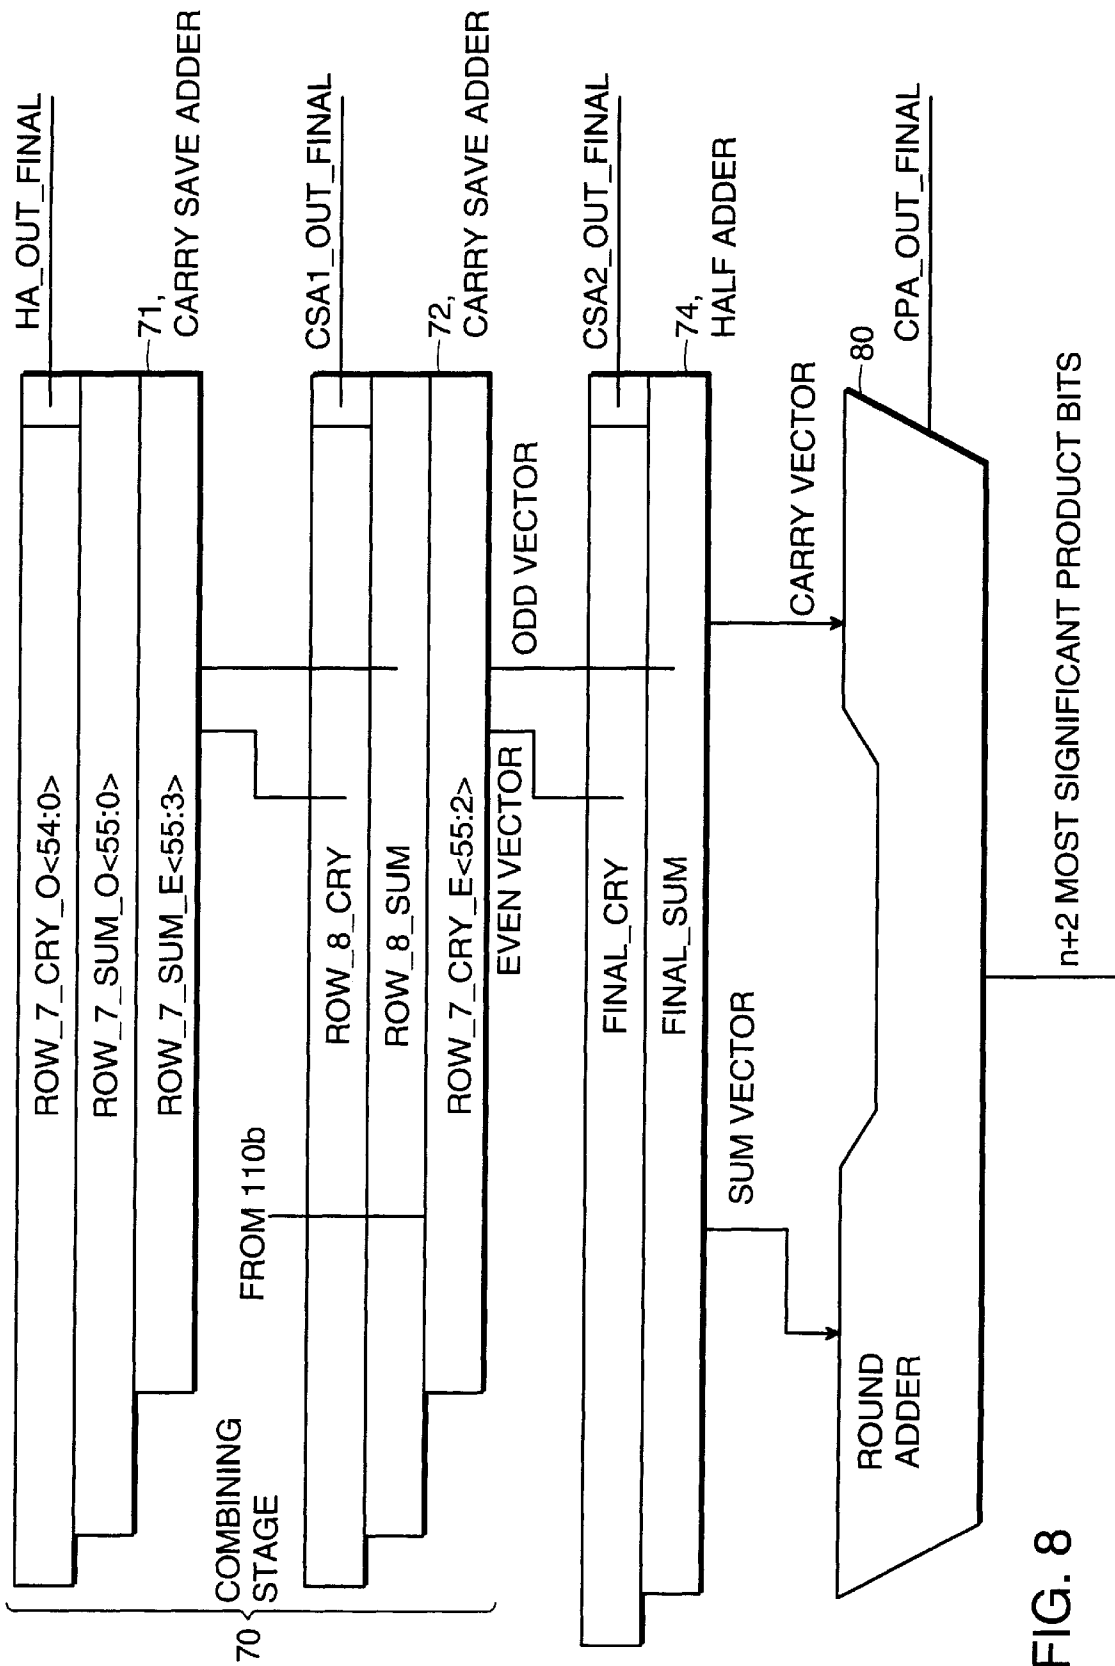 HA_OUT_FINAL
ROW_7_CRY_O<54:0>
ROW_7_SUM_O<55:0>
ROW_7_SUM_E<55:3>
71,
CARRY SAVE ADDER
70
COMBINING
STAGE
FROM 110b
CSA1_OUT_FINAL
ROW_8_CRY
ROW_8_SUM
ROW_7_CRY_E<55:2>
72,
CARRY SAVE ADDER
EVEN VECTOR
ODD VECTOR
CSA2_OUT_FINAL
FINAL_CRY
FINAL_SUM
74,
HALF ADDER
SUM VECTOR
CARRY VECTOR
80
ROUND
ADDER
CPA_OUT_FINAL
n+2 MOST SIGNIFICANT PRODUCT BITS
FIG. 8